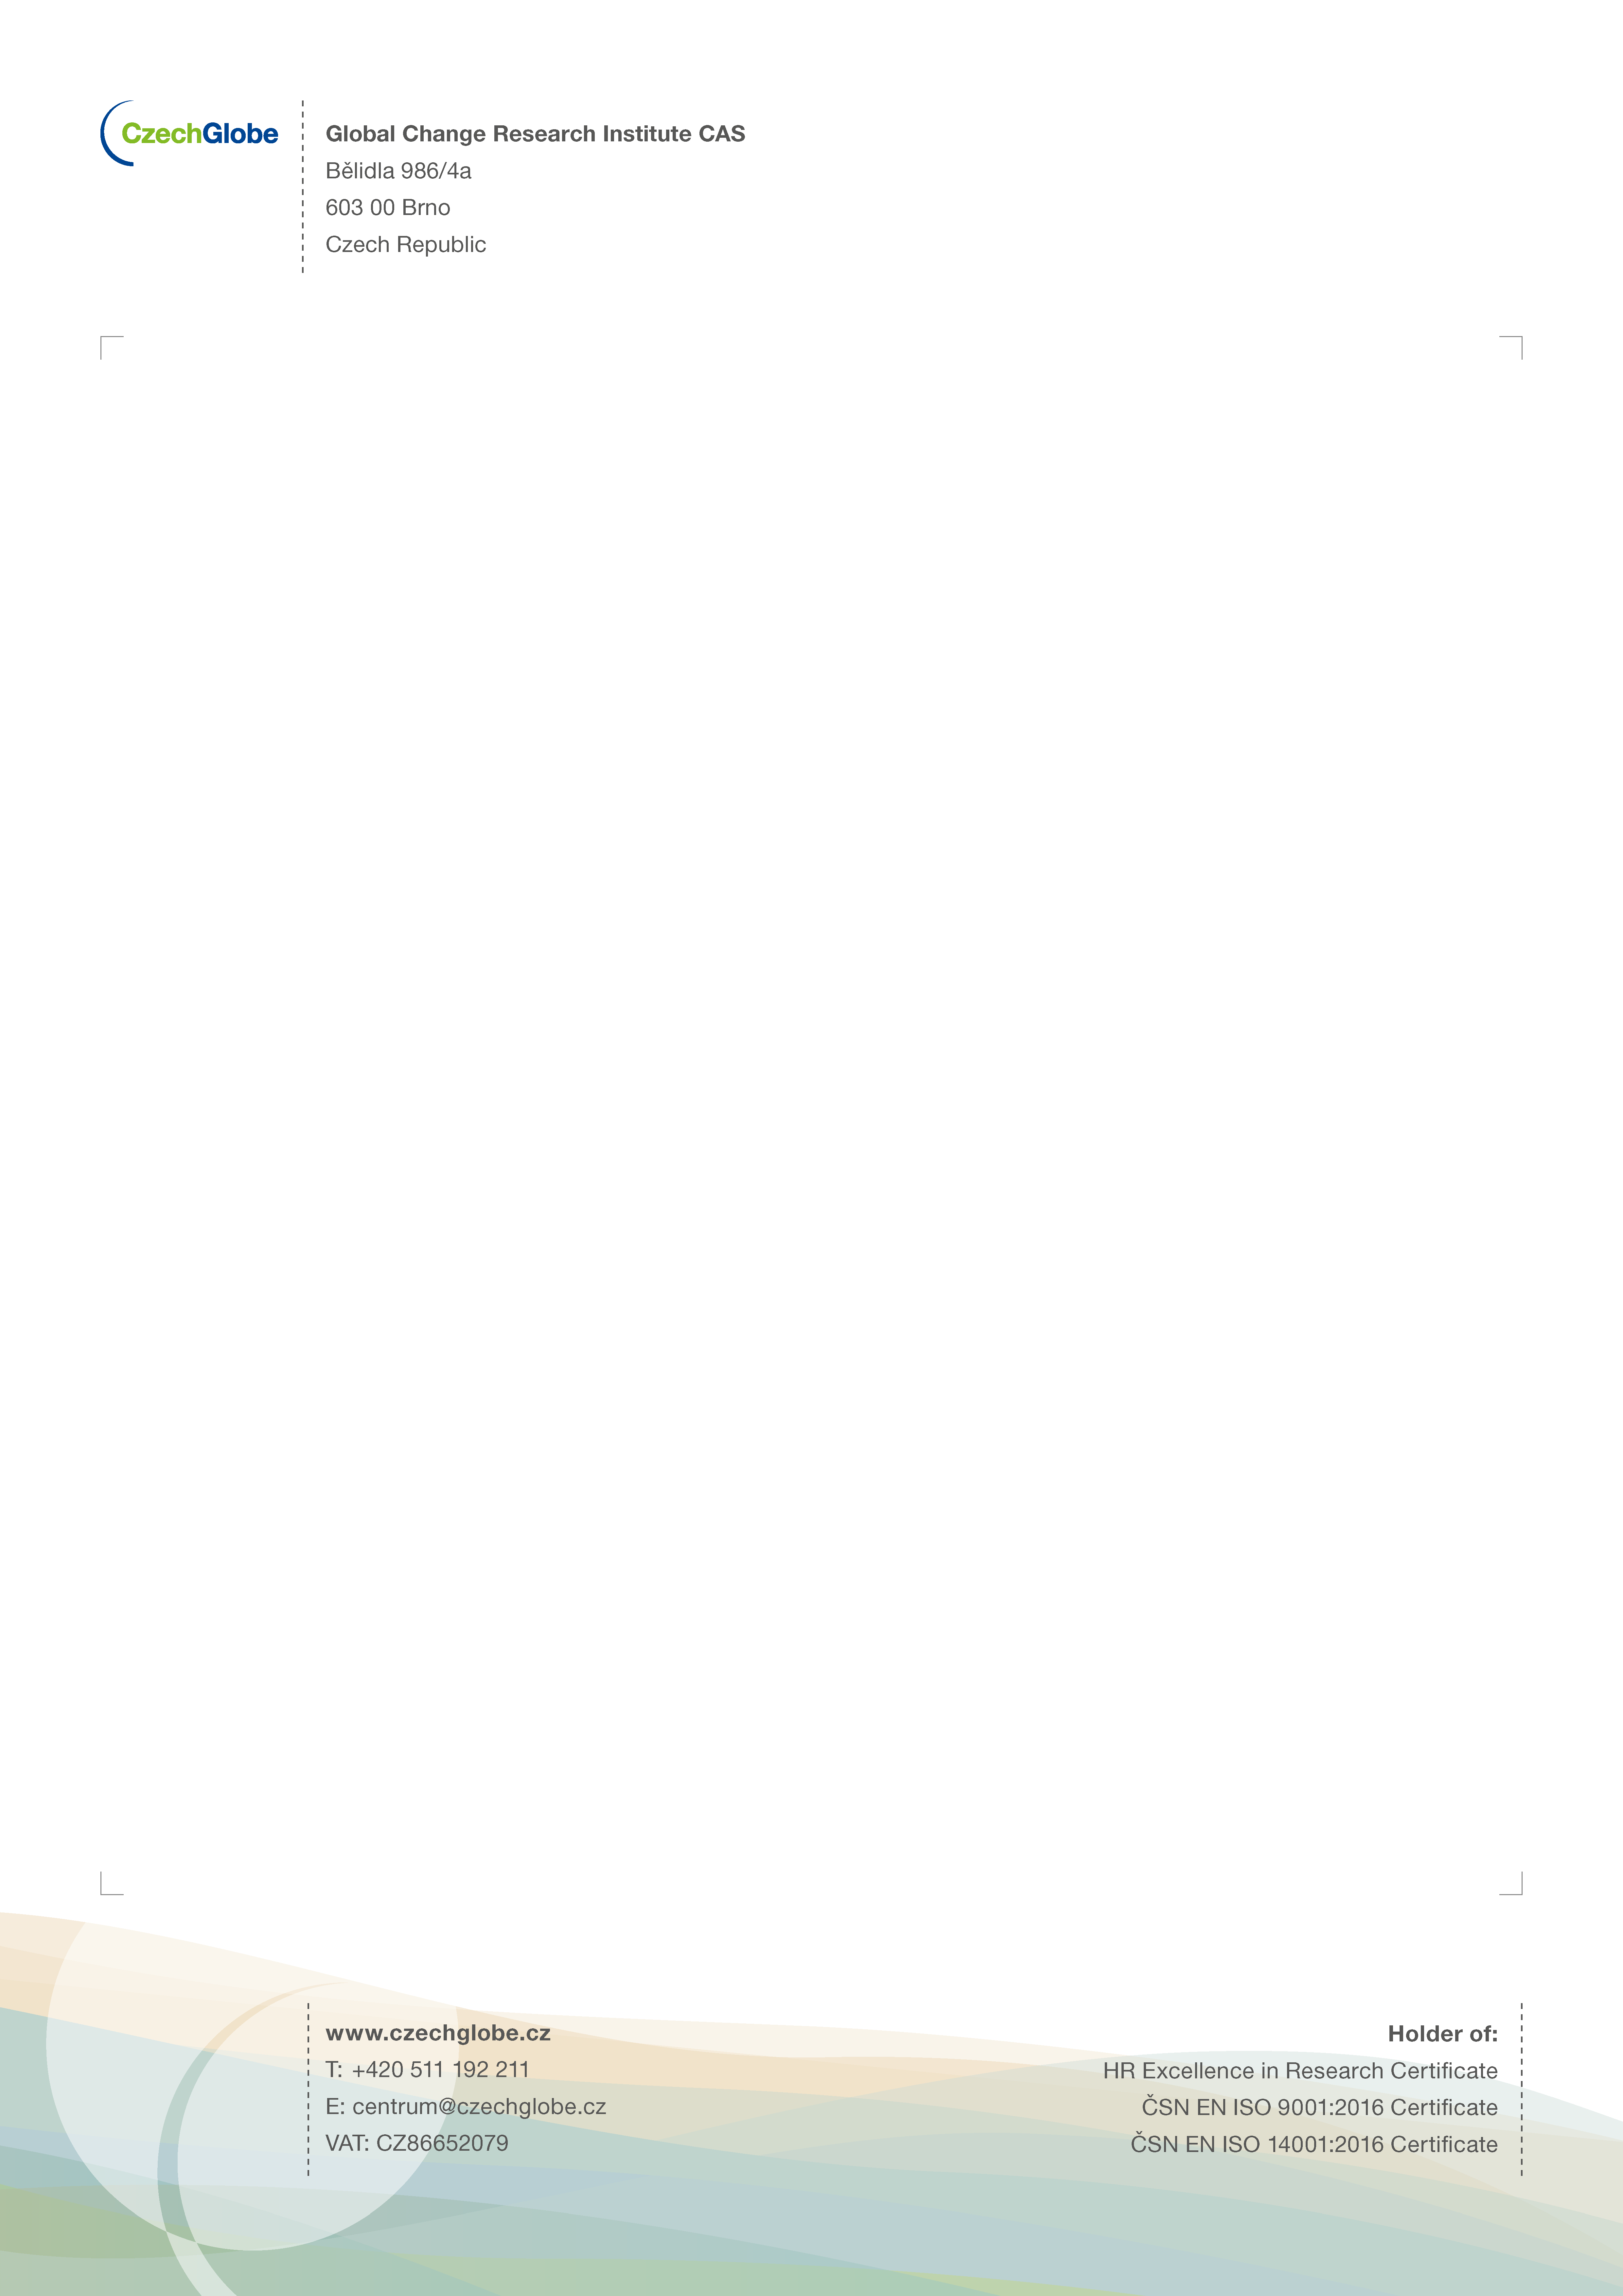 CzechGlobe
Global Change Research Institute CAS
Bělidla 986/4a
603 00 Brno
Czech Republic
www.czechglobe.cz
T: +420 511 192 211
E: centrum@czechglobe.cz
VAT: CZ86652079
Holder of:
HR Excellence in Research Certificate
ČSN EN ISO 9001:2016 Certificate
ČSN EN ISO 14001:2016 Certificate